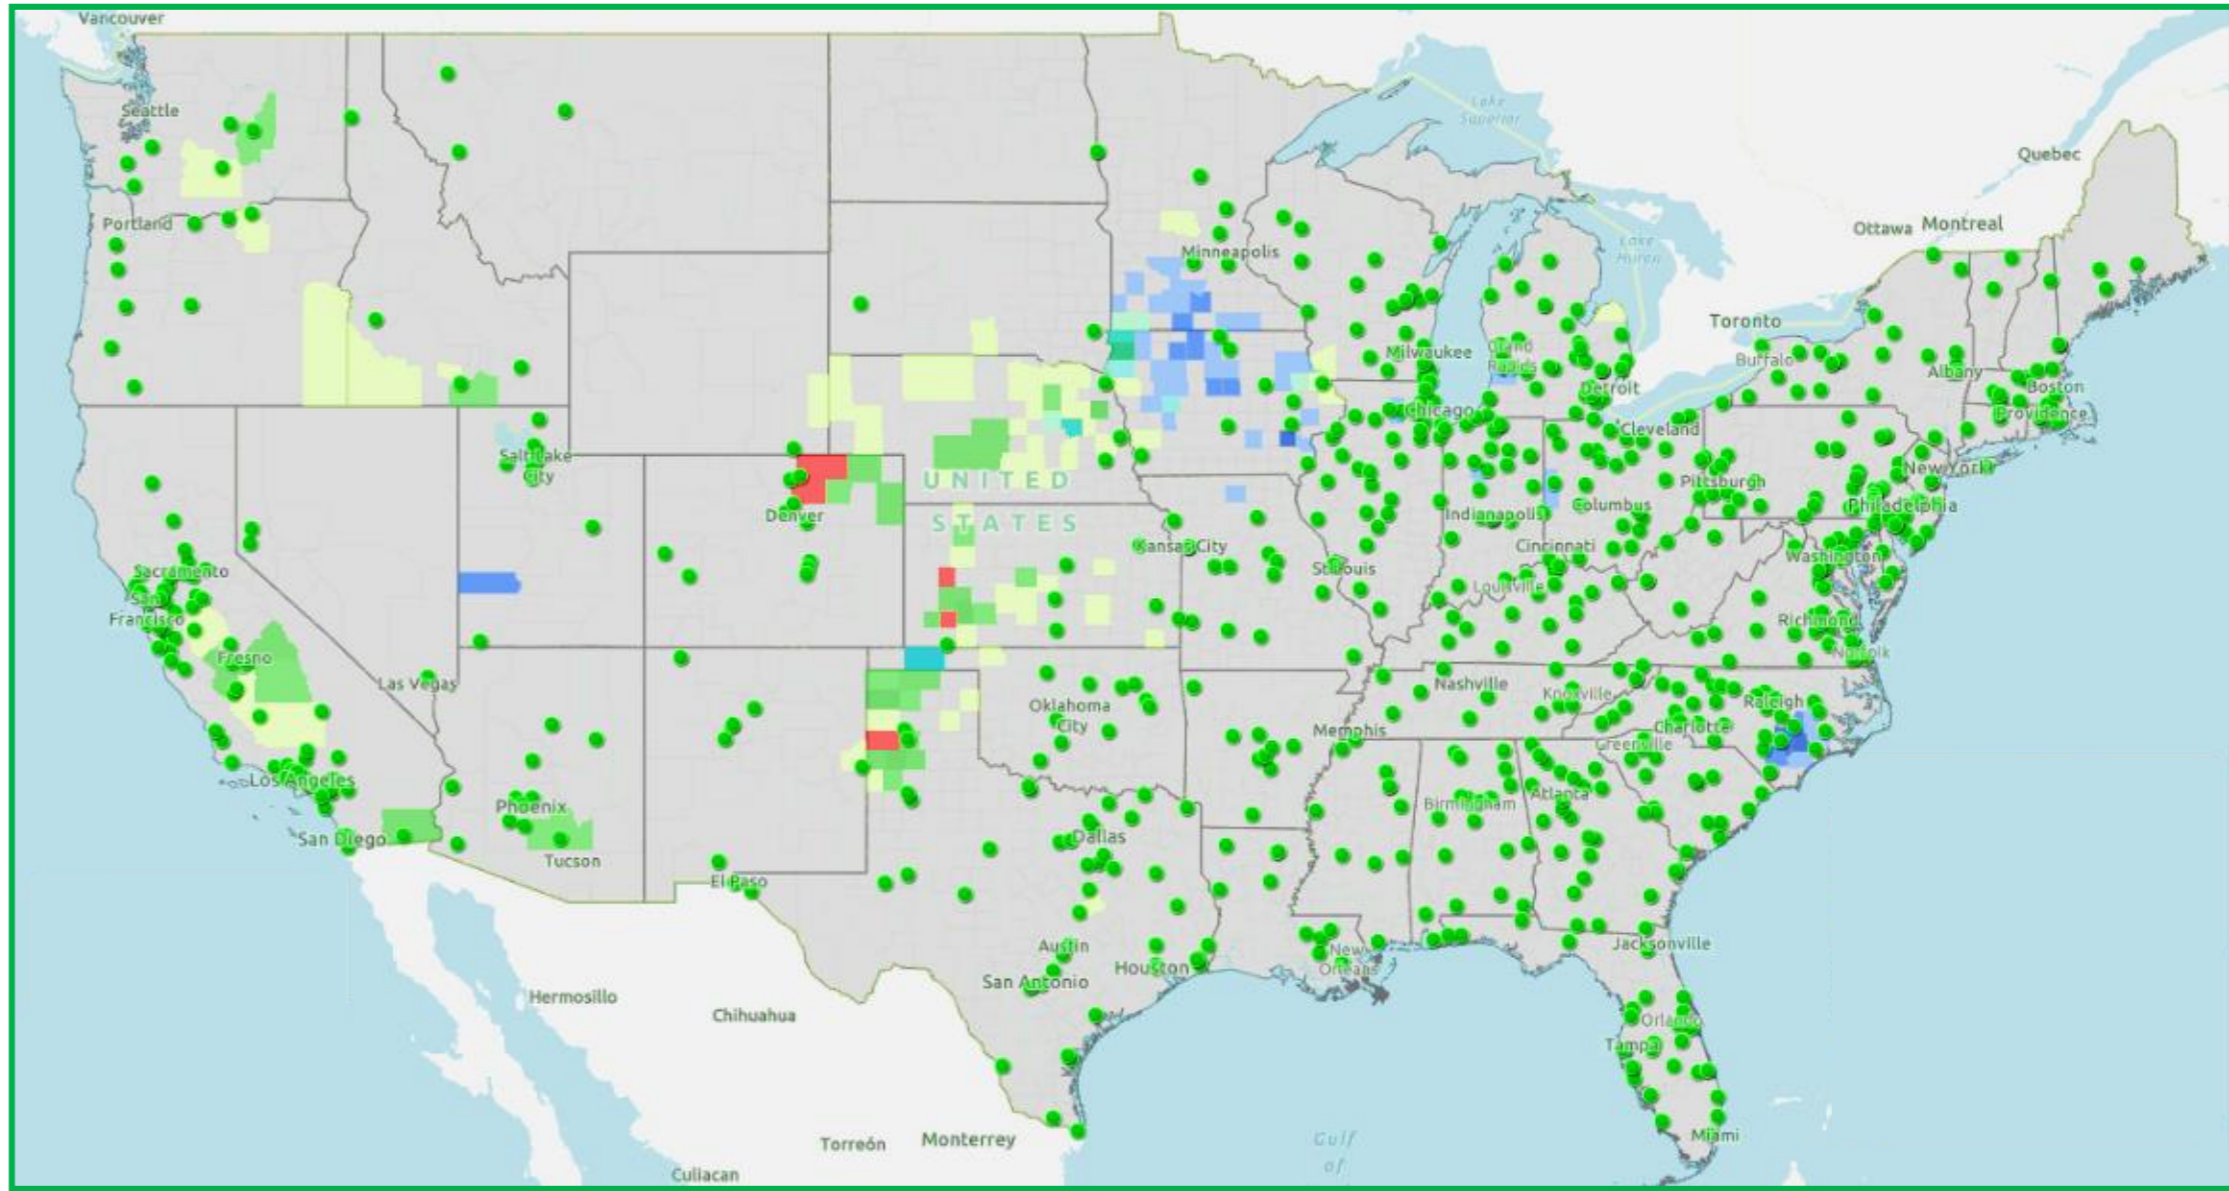 Vancouver
Seattle
Portland
Lake
Superior
Quebec
Ottawa
Montreal
Minneapolis
Lake
Huron
Toronto
Milwaukee
Grand
Rapids
Buffalo
Albany
Detroit
Boston
Chicago
Providence
Cleveland
Salt Lake
City
UNITED
New York
Pittsburgh
Denver
STATES
Indianapolis
Columbus
Philadelphia
Kansas City
Cincinnati
Washington
Sacramento
St Louis
San
Francisco
Louisville
Richmond
Fresno
Norfolk
Las Vegas
Nashville
Knoxville
Oklahoma
City
Raleigh
Memphis
Charlotte
Greenville
Los Angeles
Phoenix
Birmingham
Atlanta
San Diego
Dallas
Tucson
El Paso
Austin
Jacksonville
New
Orleans
Houston
San Antonio
Hermosillo
Chihuahua
Orlando
Tampa
Miami
Torreón
Monterrey
Gulf
of
Culiacan